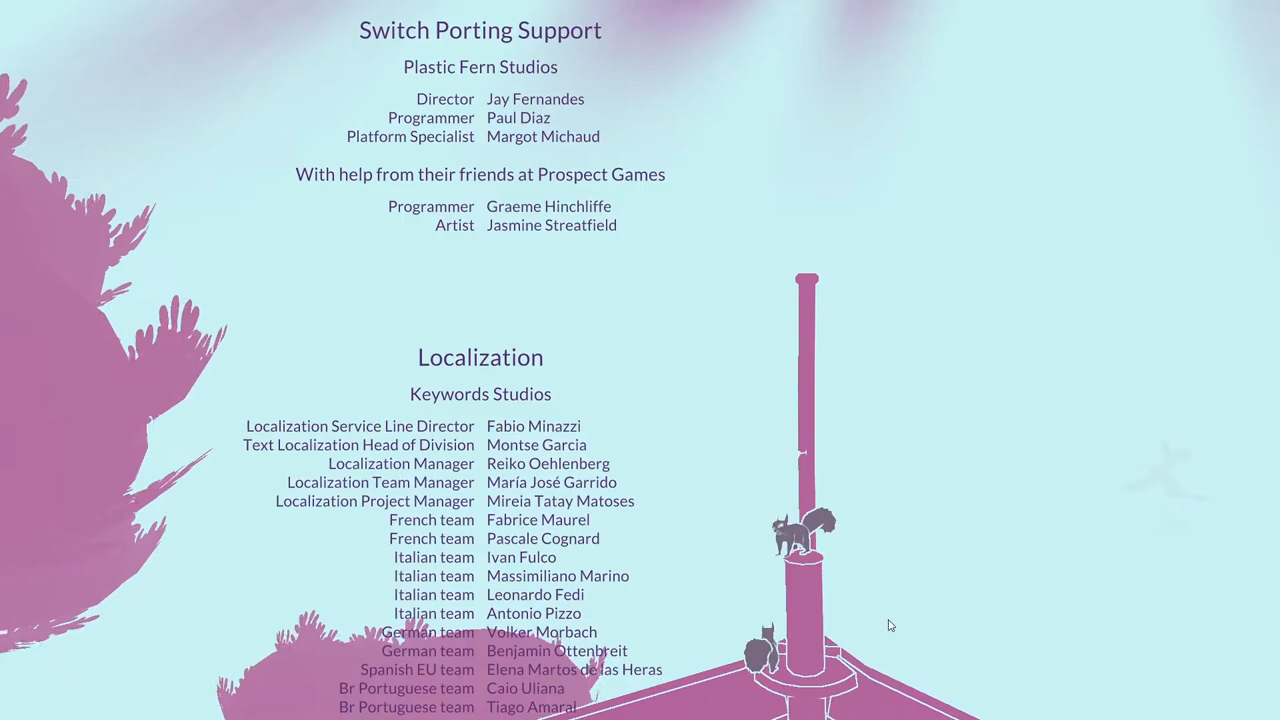 Switch Porting Support
Plastic Fern Studios
Director Jay Fernandes
Programmer Paul Diaz
Platform Specialist Margot Michaud
With help from their friends at Prospect Games
Programmer Graeme Hinchliffe
Artist Jasmine Streatfield
Localization
Keywords Studios
Localization Service Line Director Fabio Minazzi
Text Localization Head of Division Montse Garcia
Localization Manager Reiko Oehlenberg
Localization Team Manager María José Garrido
Localization Project Manager Mireia Tatay Matoses
French team Fabrice Maurel
French team Pascale Cognard
Italian team Ivan Fulco
Italian team Massimiliano Marino
Italian team Leonardo Fedi
Italian team Antonio Pizzo
German team Volker Morbach
German team Benjamin Ottenbreit
Spanish EU team Elena Martos de las Heras
Br Portuguese team Caio Uliana
Br Portuguese team Tiago Amaral